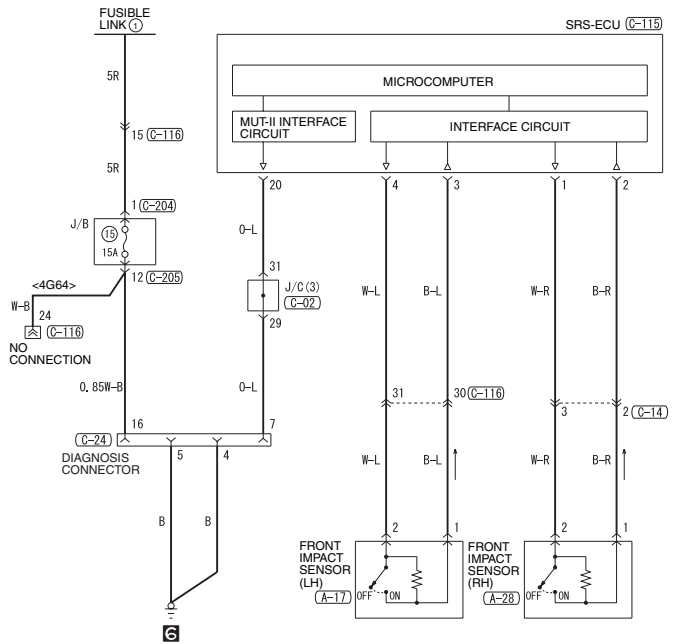 FUSIBLE
LINK ①
SRS-ECU C-115
5R
MICROCOMPUTER
MUT-II INTERFACE
CIRCUIT
INTERFACE CIRCUIT
15 C-116
5R
20 4 3 1 2
1 C-204
J/B
15
15A
O-L
12 C-205
31
J/C (3)
C-02
29
<4G64>
W-B
24
C-116
NO
CONNECTION
W-L B-L W-R B-R
0.85W-B
O-L
31 30 C-116
3 2 C-14
16 7
C-24
DIAGNOSIS
CONNECTOR
5 4
W-L B-L W-R B-R
B B
2 1 2 1
FRONT
IMPACT
SENSOR
(LH)
A-17
OFF ON
FRONT
IMPACT
SENSOR
(RH)
A-28
OFF ON
6